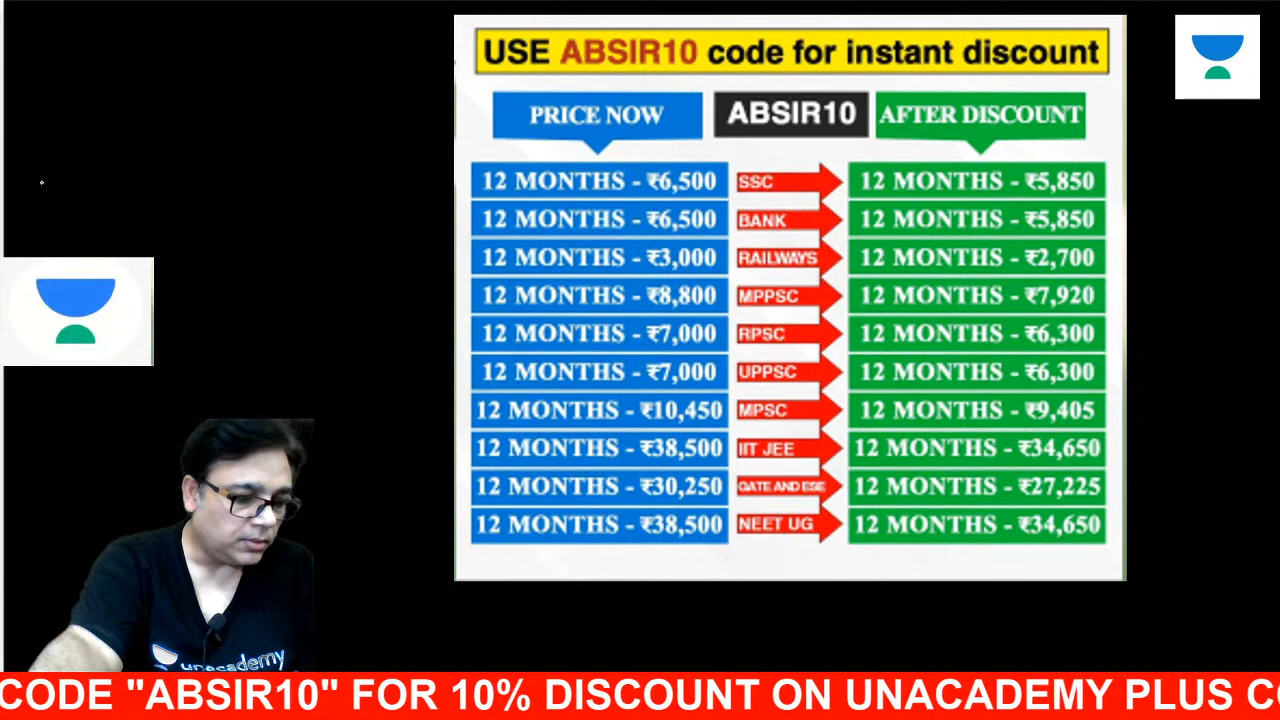 USE ABSIR10 code for instant discount
PRICE NOW ABSIR10 AFTER DISCOUNT
12 MONTHS - ₹6,500 SSC 12 MONTHS - ₹5,850
12 MONTHS - ₹6,500 BANK 12 MONTHS - ₹5,850
12 MONTHS - ₹3,000 RAILWAYS 12 MONTHS - ₹2,700
12 MONTHS - ₹8,800 MPPSC 12 MONTHS - ₹7,920
12 MONTHS - ₹7,000 RPSC 12 MONTHS - ₹6,300
12 MONTHS - ₹7,000 UPPSC 12 MONTHS - ₹6,300
12 MONTHS - ₹10,450 MPSC 12 MONTHS - ₹9,405
12 MONTHS - ₹38,500 IIT JEE 12 MONTHS - ₹34,650
12 MONTHS - ₹30,250 GATE AND ESE 12 MONTHS - ₹27,225
12 MONTHS - ₹38,500 NEET UG 12 MONTHS - ₹34,650
unacademy
CODE "ABSIR10" FOR 10% DISCOUNT ON UNACADEMY PLUS